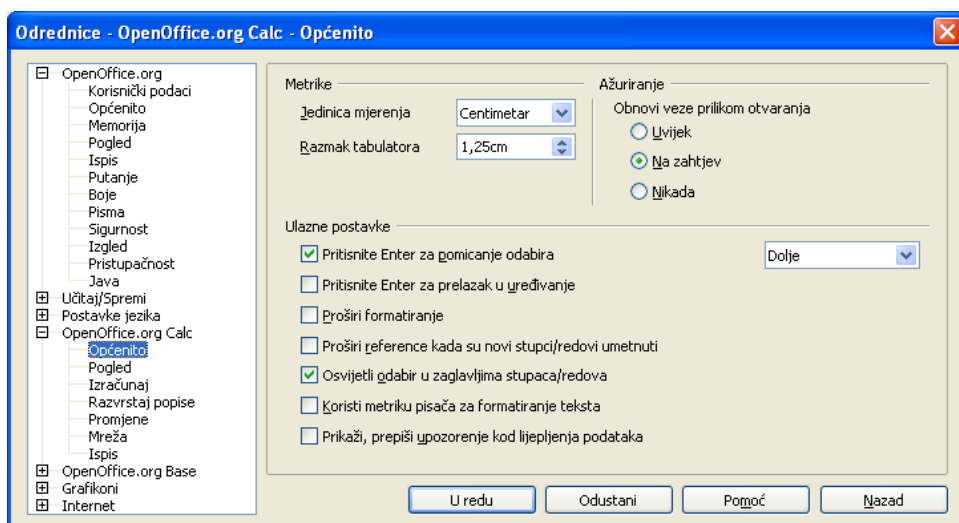 Odrednice - OpenOffice.org Calc - Općenito
OpenOffice.org
Korisnički podaci
Općenito
Memorija
Pogled
Ispis
Putanje
Boje
Pisma
Sigurnost
Izgled
Pristupačnost
Java
Učitaj/Spremi
Postavke jezika
OpenOffice.org Calc
Općenito
Pogled
Izračunaj
Razvrstaj popise
Promjene
Mreža
Ispis
OpenOffice.org Base
Grafikoni
Internet
Metrike
Jedinica mjerenja
Centimetar
Razmak tabulatora
1,25cm
Ažuriranje
Obnovi veze prilikom otvaranja
Uvijek
Na zahtjev
Nikada
Ulazne postavke
Pritisnite Enter za pomicanje odabira
Dolje
Pritisnite Enter za prelazak u uređivanje
Proširi formatiranje
Proširi reference kada su novi stupci/redovi umetnuti
Osvijetli odabir u zaglavljima stupaca/redova
Koristi metriku pisača za formatiranje teksta
Prikaži, prepiši upozorenje kod lijepljenja podataka
U redu
Odustani
Pomoć
Nazad